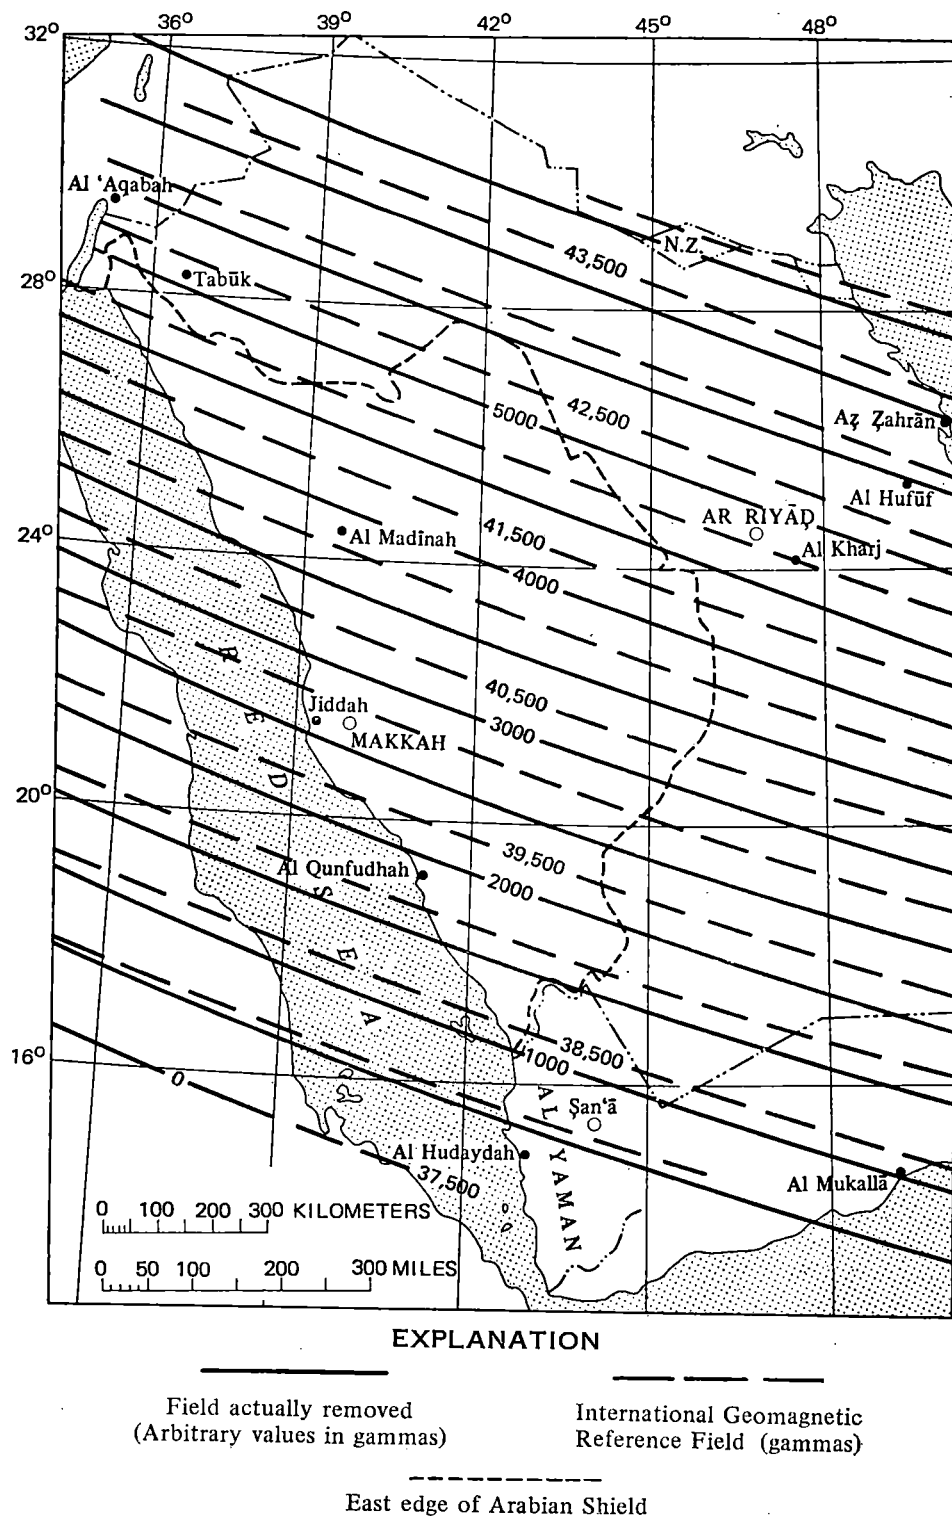 36° 39° 42° 45° 48°
32°
Al ‘Aqabah
N.Z.
43,500
28°
Tabūk
42,500
5000
Aẓ Ẓahrān
Al Hufūf
AR RIYĀḌ
41,500
Al Madīnah
Al Kharj
24°
4000
40,500
Jiddah
3000
MAKKAH
RED SEA
20°
39,500
Al Qunfudhah
2000
38,500
16°
1000
0
Ṣan‘ā
AL YAMAN
Al Hudaydah
37,500
Al Mukallā
0 100 200 300 KILOMETERS
0 50 100 200 300 MILES
EXPLANATION
Field actually removed
(Arbitrary values in gammas)
International Geomagnetic
Reference Field (gammas)
East edge of Arabian Shield